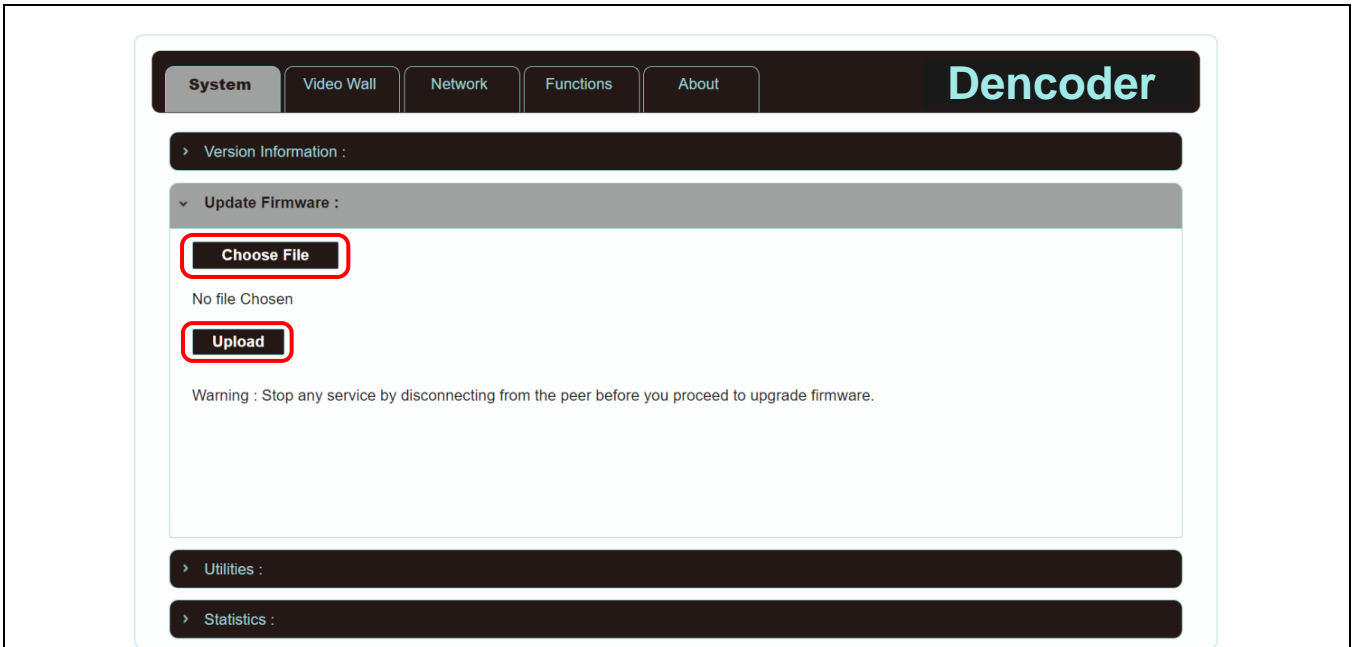 System Video Wall Network Functions About Dencoder
Version Information :
Update Firmware :
Choose File
No file Chosen
Upload
Warning : Stop any service by disconnecting from the peer before you proceed to upgrade firmware.
Utilities :
Statistics :